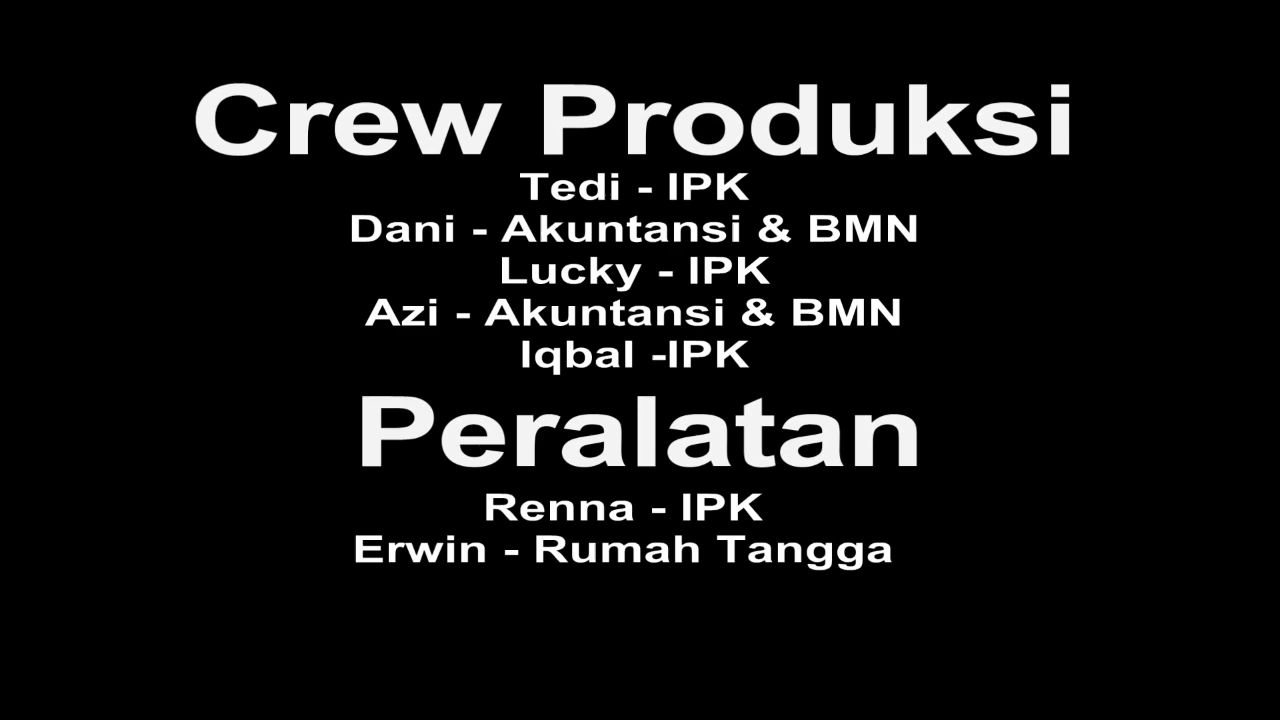 Crew Produksi
Tedi - IPK
Dani - Akuntansi & BMN
Lucky - IPK
Azi - Akuntansi & BMN
Iqbal -IPK
Peralatan
Renna - IPK
Erwin - Rumah Tangga